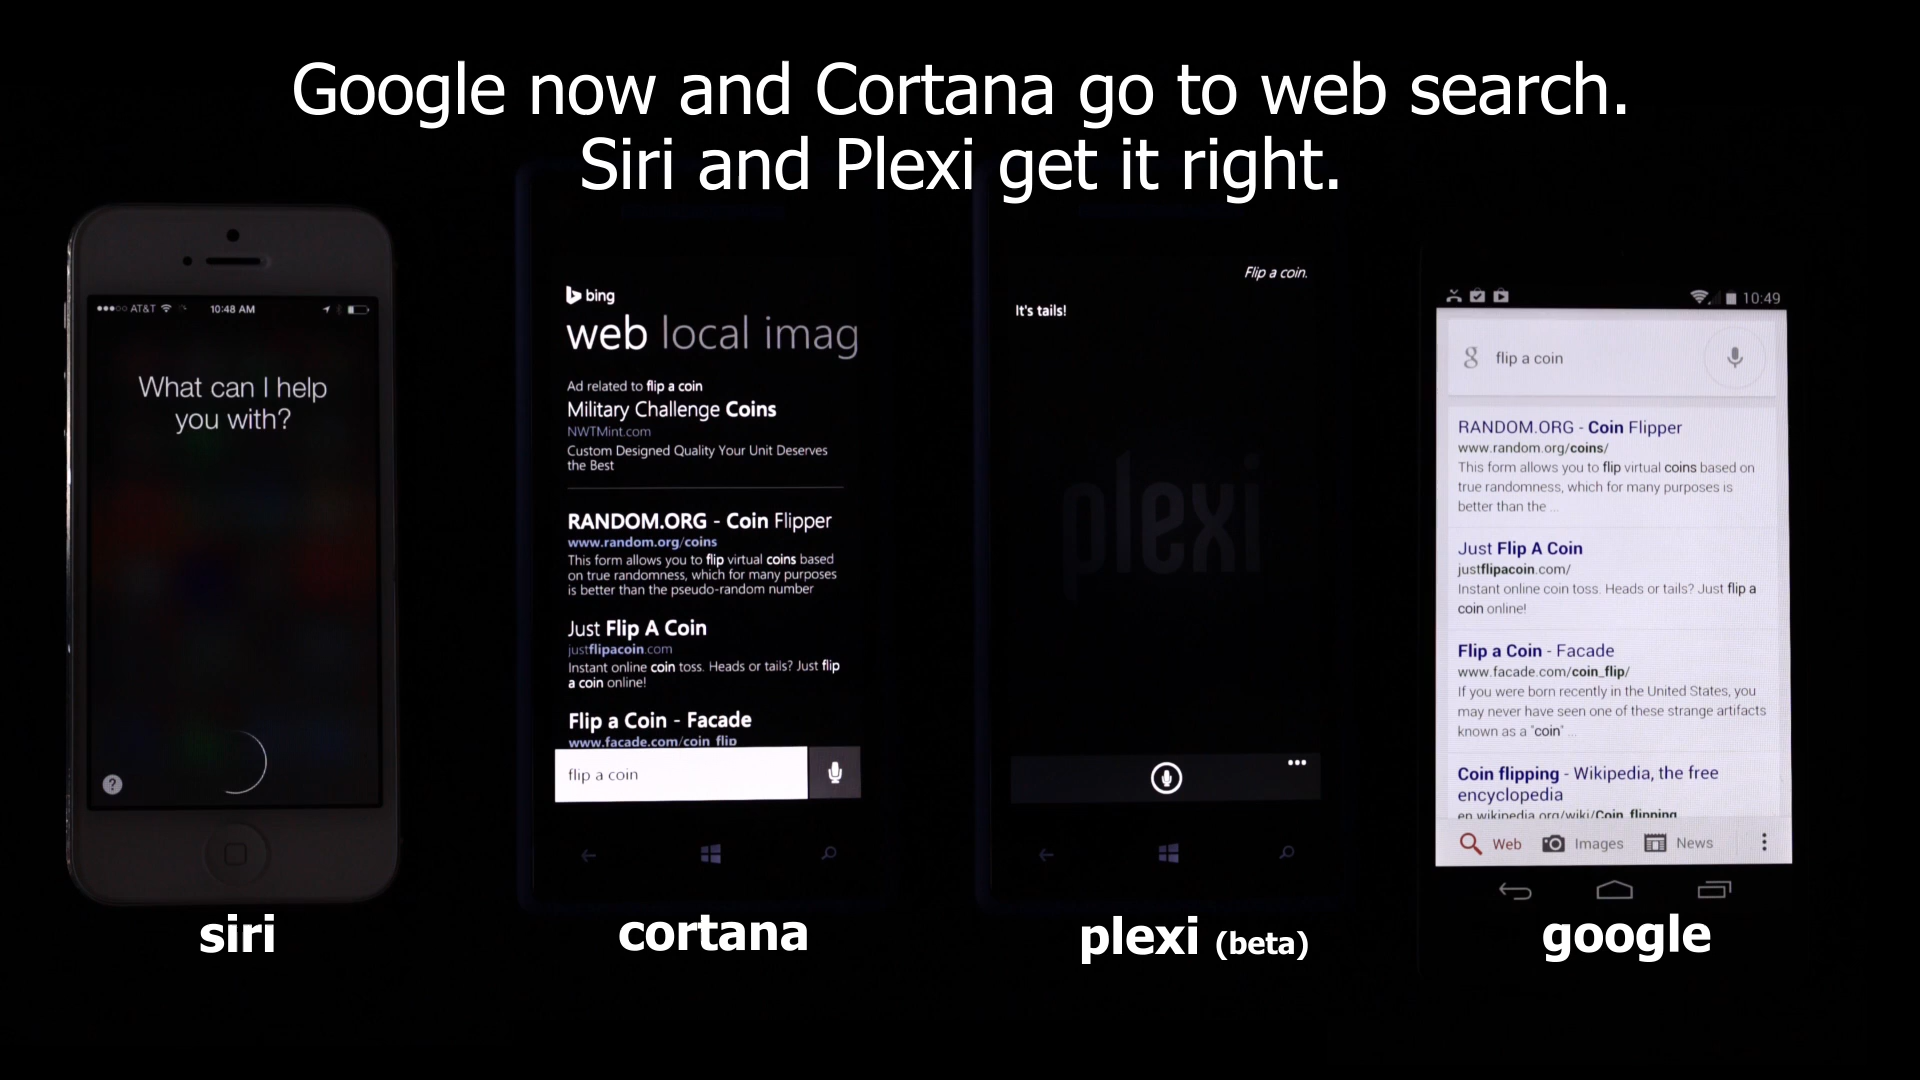 Google now and Cortana go to web search.
Siri and Plexi get it right.
AT&T
10:48 AM
What can I help
you with?
?
siri
bing
web local imag
Ad related to flip a coin
Military Challenge Coins
NWTMint.com
Custom Designed Quality Your Unit Deserves
the Best
RANDOM.ORG - Coin Flipper
www.random.org/coins
This form allows you to flip virtual coins based
on true randomness, which for many purposes
is better than the pseudo-random number
Just Flip A Coin
justflipacoin.com
Instant online coin toss. Heads or tails? Just flip
a coin online!
Flip a Coin - Facade
www.facade.com/coin_flip
flip a coin
cortana
Flip a coin.
It's tails!
plexi
plexi (beta)
10:49
g flip a coin
RANDOM.ORG - Coin Flipper
www.random.org/coins/
This form allows you to flip virtual coins based on
true randomness, which for many purposes is
better than the ...
Just Flip A Coin
justflipacoin.com/
Instant online coin toss. Heads or tails? Just flip a
coin online!
Flip a Coin - Facade
www.facade.com/coin_flip/
If you were born recently in the United States, you
may never have seen one of these strange artifacts
known as a "coin" ...
Coin flipping - Wikipedia, the free
encyclopedia
en.wikipedia.org/wiki/Coin_flipping
Web Images News
google